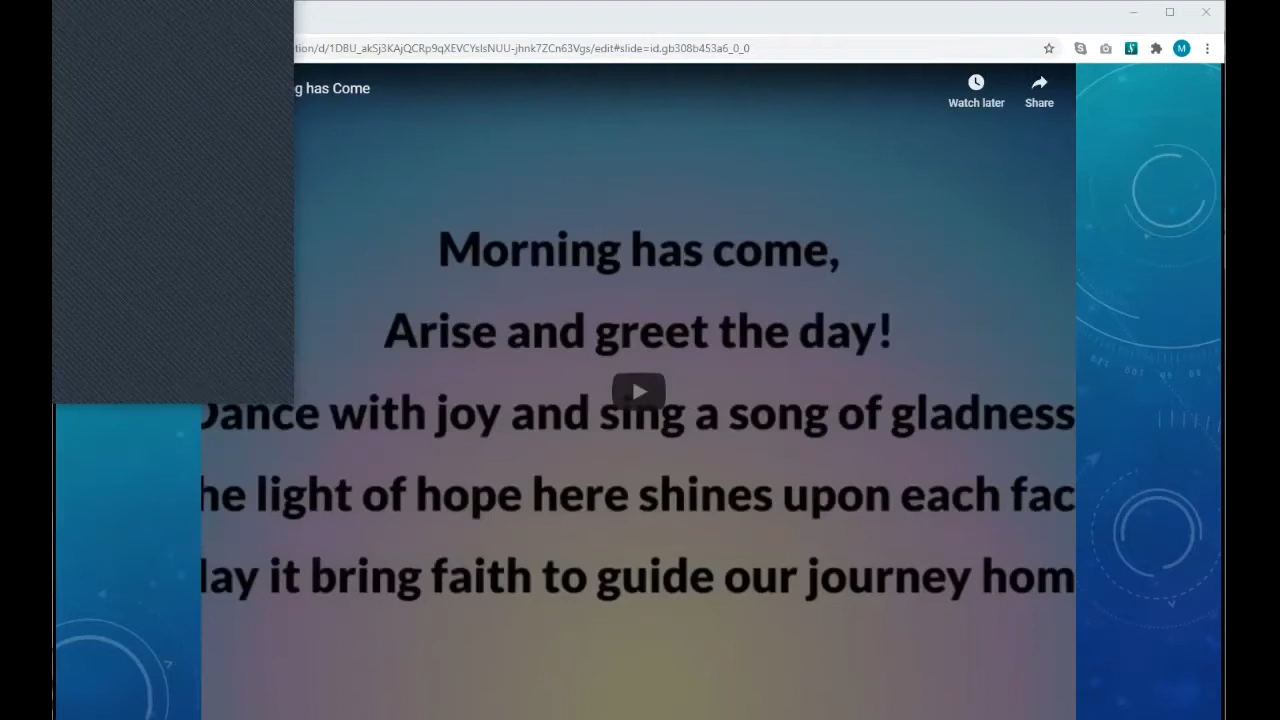 tion/d/1DBU_akSj3KAjQCRp9qXEVCYslsNUU-jhnk7ZCn63Vgs/edit#slide=id.gb308b453a6_0_0
M
g has Come
Watch later
Share
Morning has come,
Arise and greet the day!
Dance with joy and sing a song of gladness
he light of hope here shines upon each fac
ay it bring faith to guide our journey hom